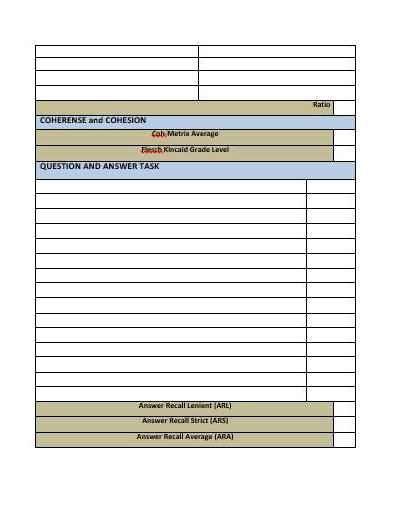 Ratio
COHERENSE and COHESION
Coh-Metrix Average
Flesch Kincaid Grade Level
QUESTION AND ANSWER TASK
Answer Recall Lenient (ARL)
Answer Recall Strict (ARS)
Answer Recall Average (ARA)